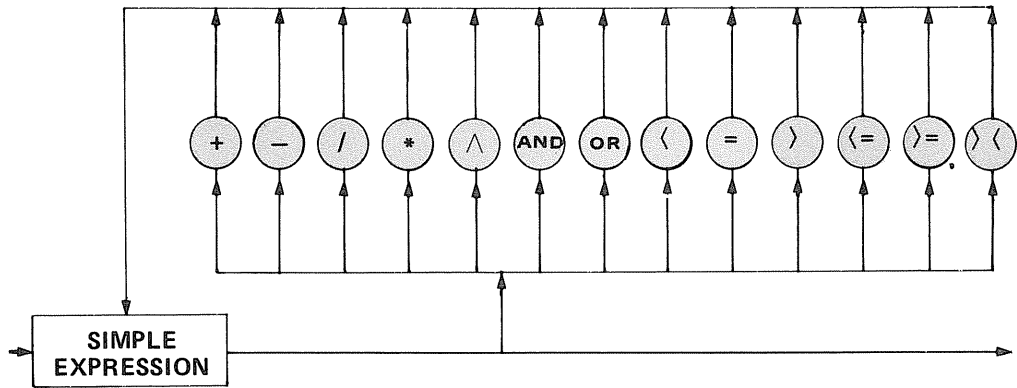 + − / * ∧ AND OR < = > <= >= ><
SIMPLE
EXPRESSION